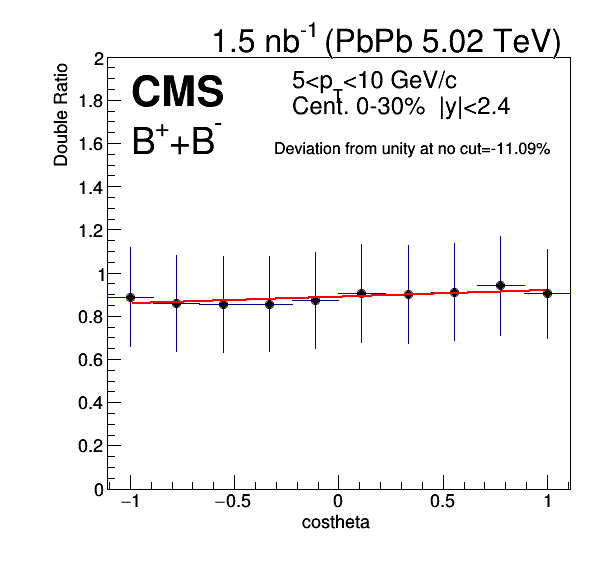 1.5 nb⁻¹ (PbPb 5.02 TeV)
CMS
B⁺+B⁻
5<p_T<10 GeV/c
Cent. 0-30% |y|<2.4
Deviation from unity at no cut=-11.09%
Double Ratio
2
1.8
1.6
1.4
1.2
1
0.8
0.6
0.4
0.2
0
−1 −0.5 0 0.5 1
costheta